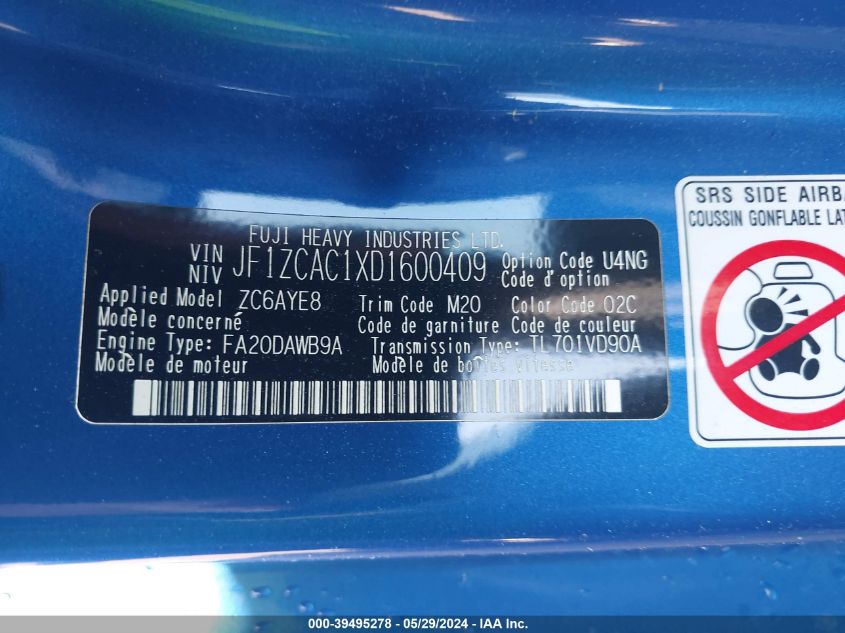 FUJI HEAVY INDUSTRIES LTD.
VIN
NIV
JF1ZCAC1XD1600409
Option Code U4NG
Code d'option
Applied Model ZC6AYE8 Trim Code M20 Color Code 02C
Modèle concerné Code de garniture Code de couleur
Engine Type: FA20DAWB9A Transmission Type: TL701VD90A
Modèle de moteur Modèle de boîtes vitesse
SRS SIDE AIRBA
COUSSIN GONFLABLE LAT
000-39495278 - 05/29/2024 - IAA Inc.